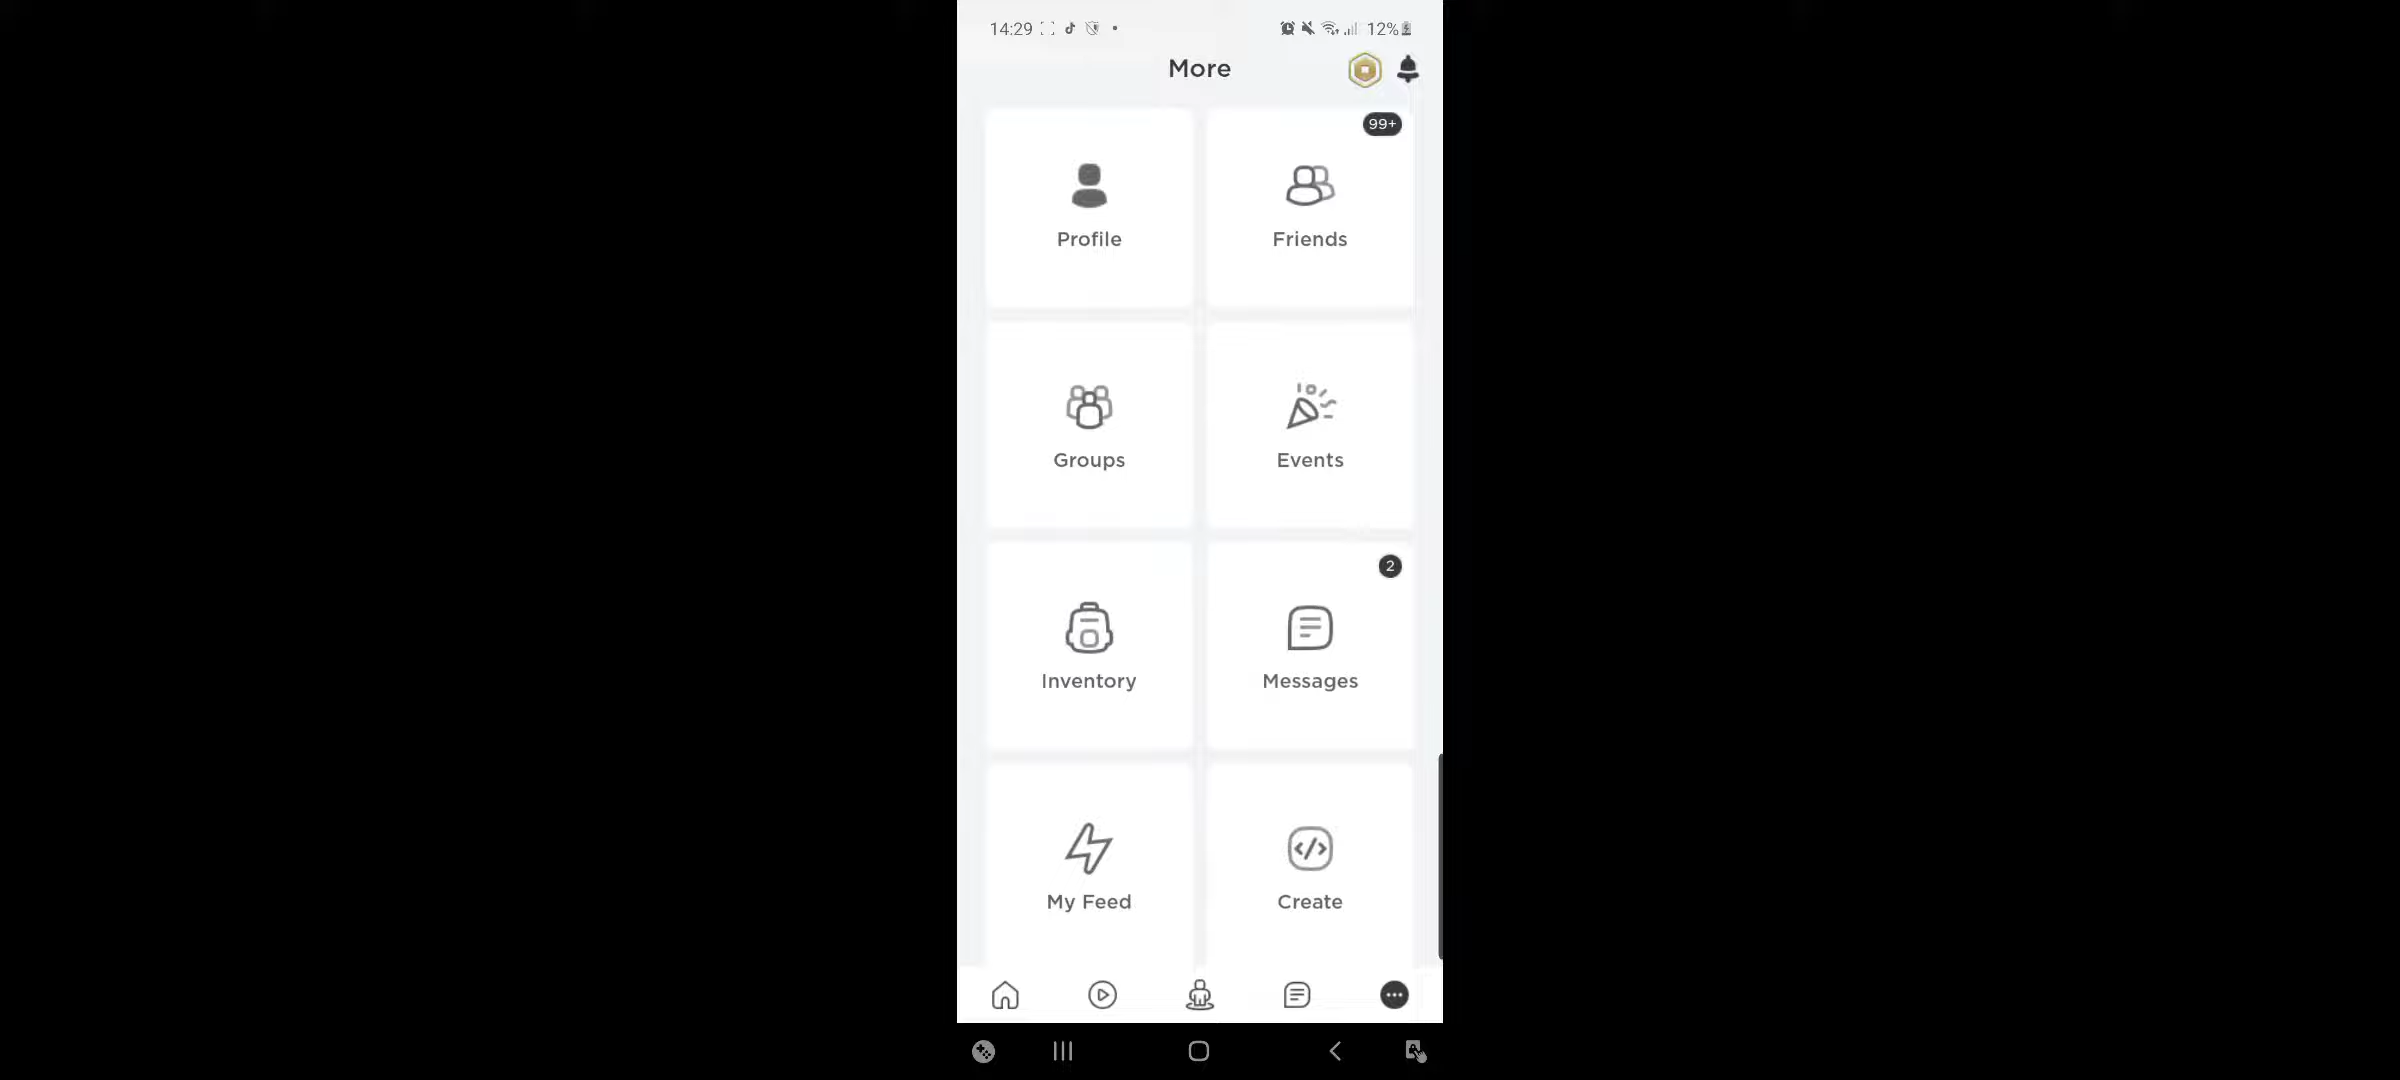 14:29 12%
More
99+
Profile Friends
Groups Events
2
Inventory Messages
My Feed Create